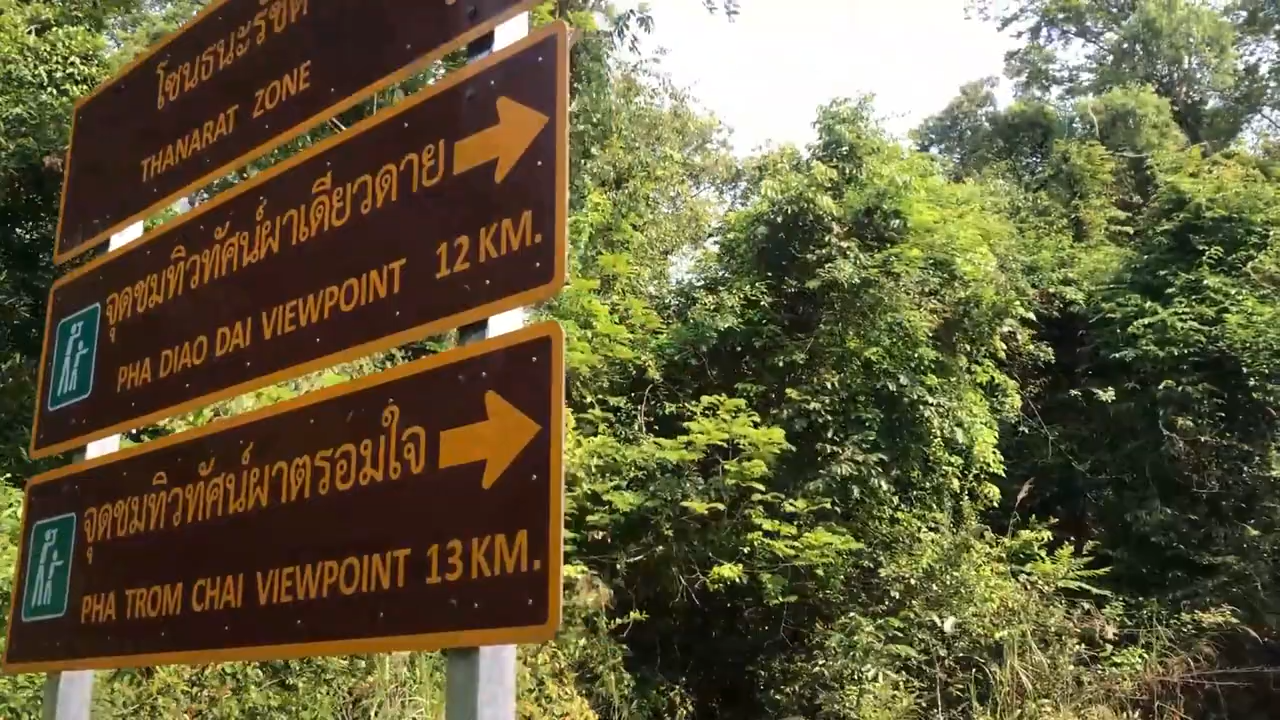 โซนธนะรัชต์
THANARAT ZONE
จุดชมทิวทัศน์ผาเดียวดาย
PHA DIAO DAI VIEWPOINT 12 KM.
จุดชมทิวทัศน์ผาตรอมใจ
PHA TROM CHAI VIEWPOINT 13 KM.